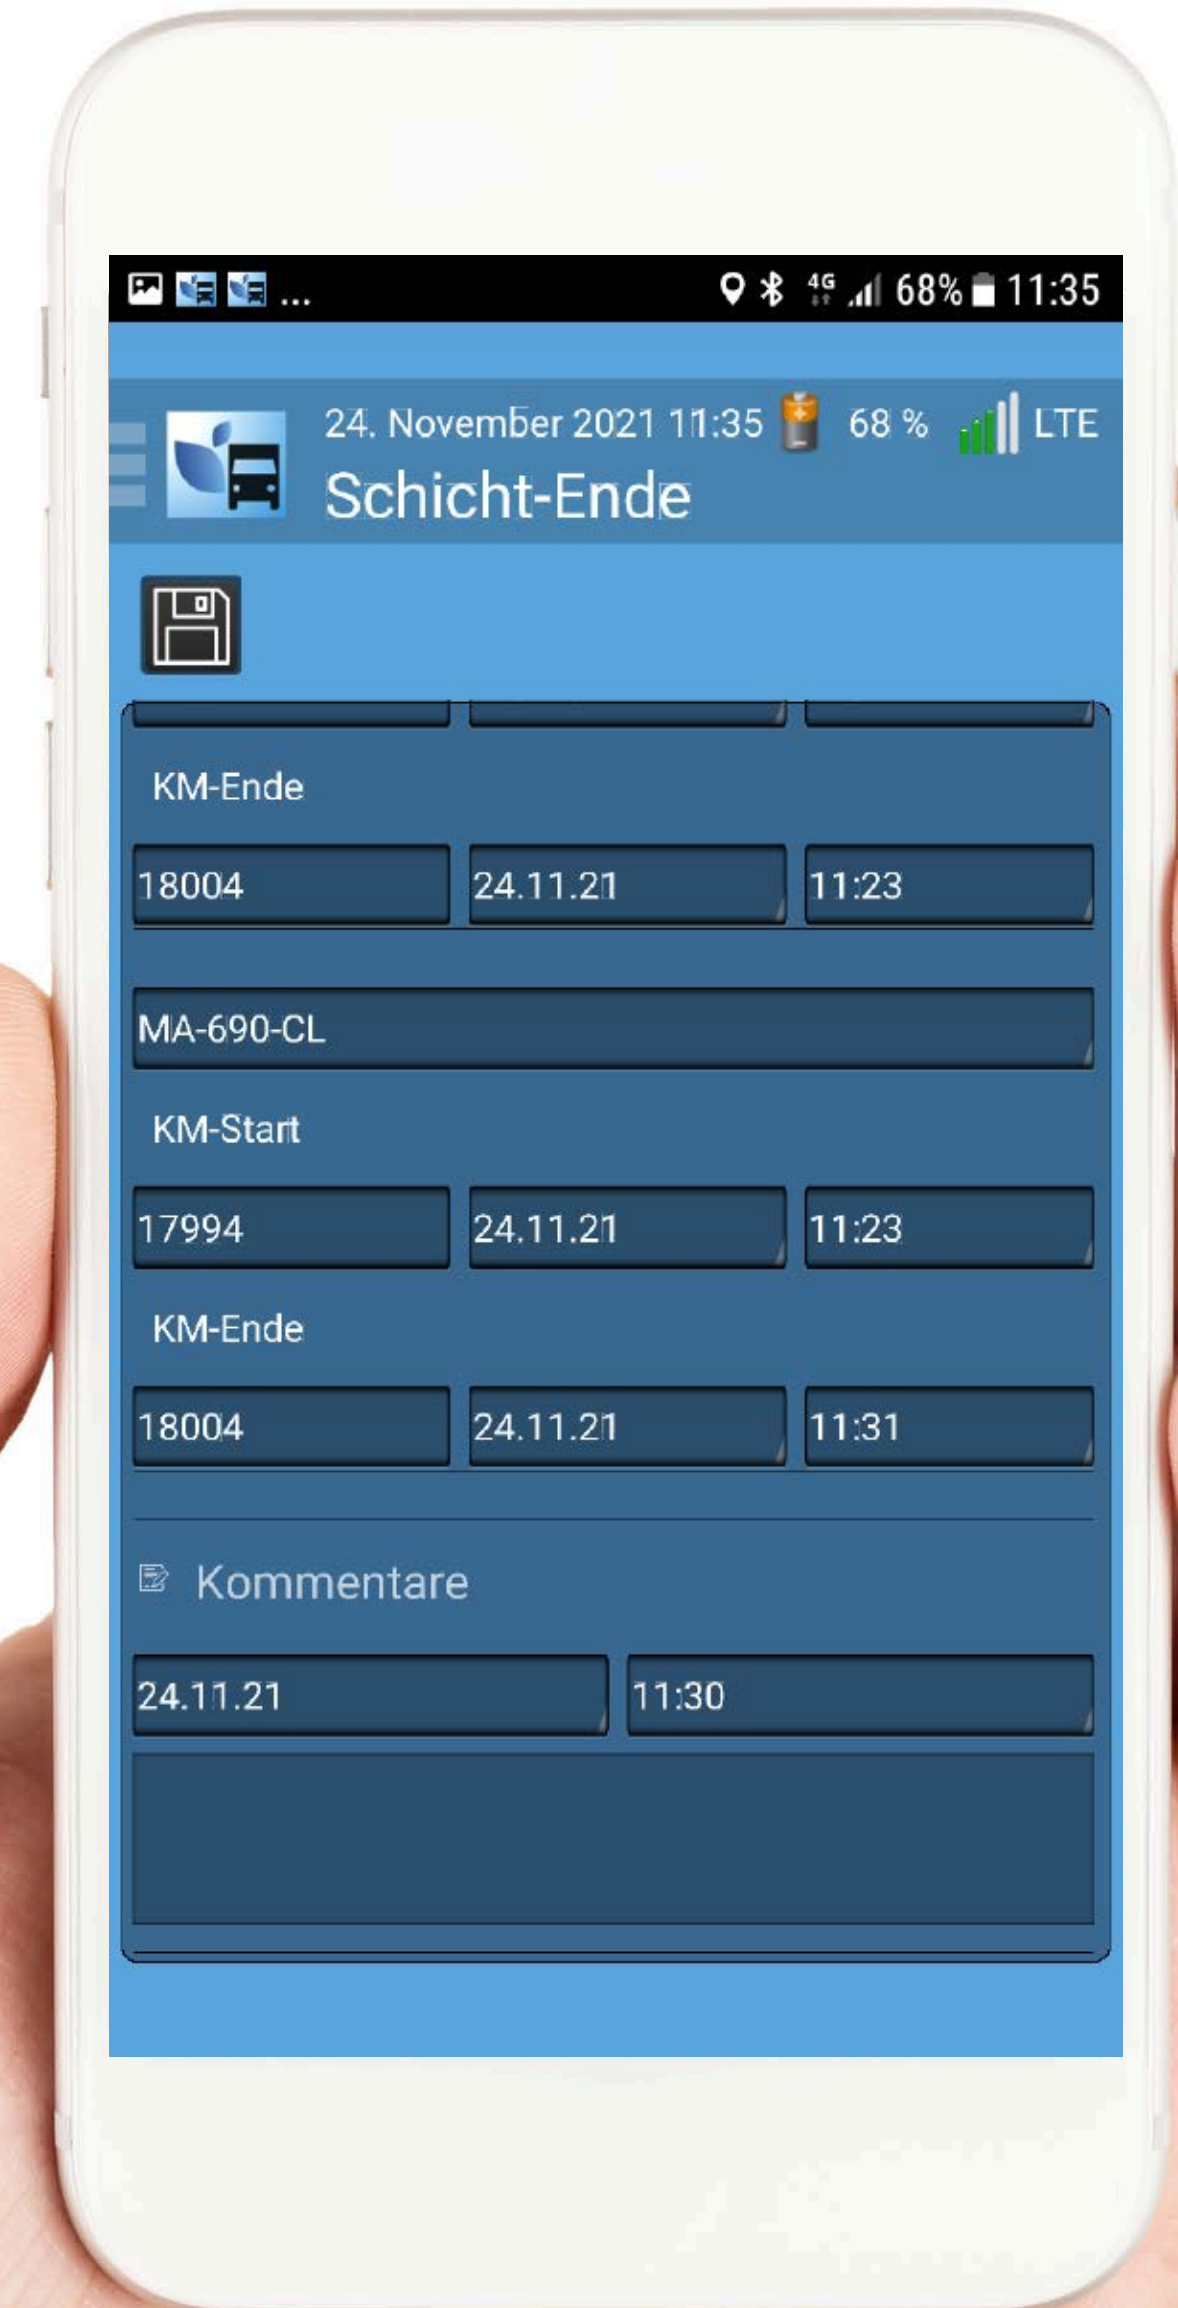 ... 4G 68% 11:35
24. November 2021 11:35 68 % LTE
Schicht-Ende
KM-Ende
18004 24.11.21 11:23
MA-690-CL
KM-Start
17994 24.11.21 11:23
KM-Ende
18004 24.11.21 11:31
Kommentare
24.11.21 11:30